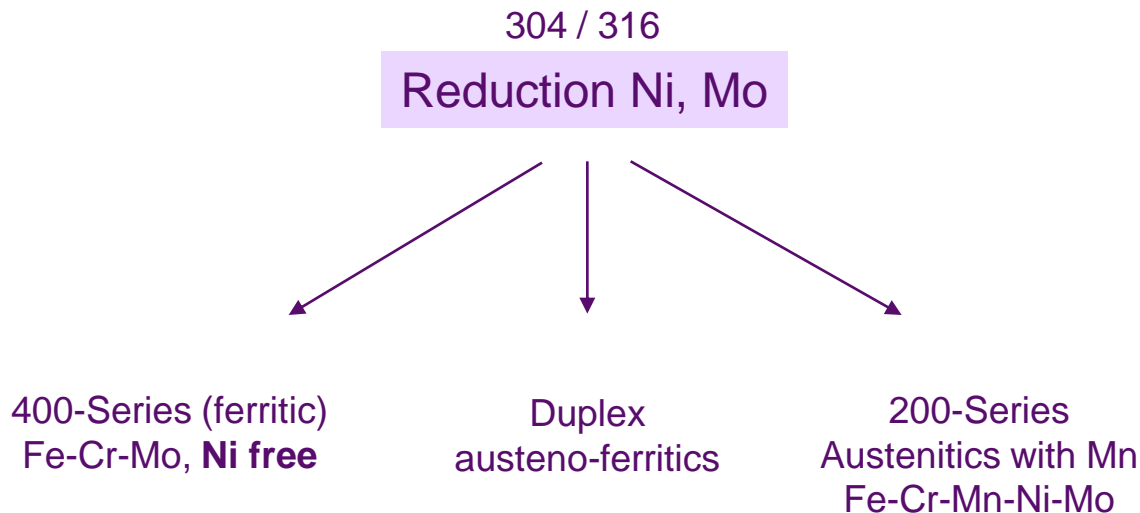 304 / 316
Reduction Ni, Mo
400-Series (ferritic)
Fe-Cr-Mo, Ni free
Duplex
austeno-ferritics
200-Series
Austenitics with Mn
Fe-Cr-Mn-Ni-Mo